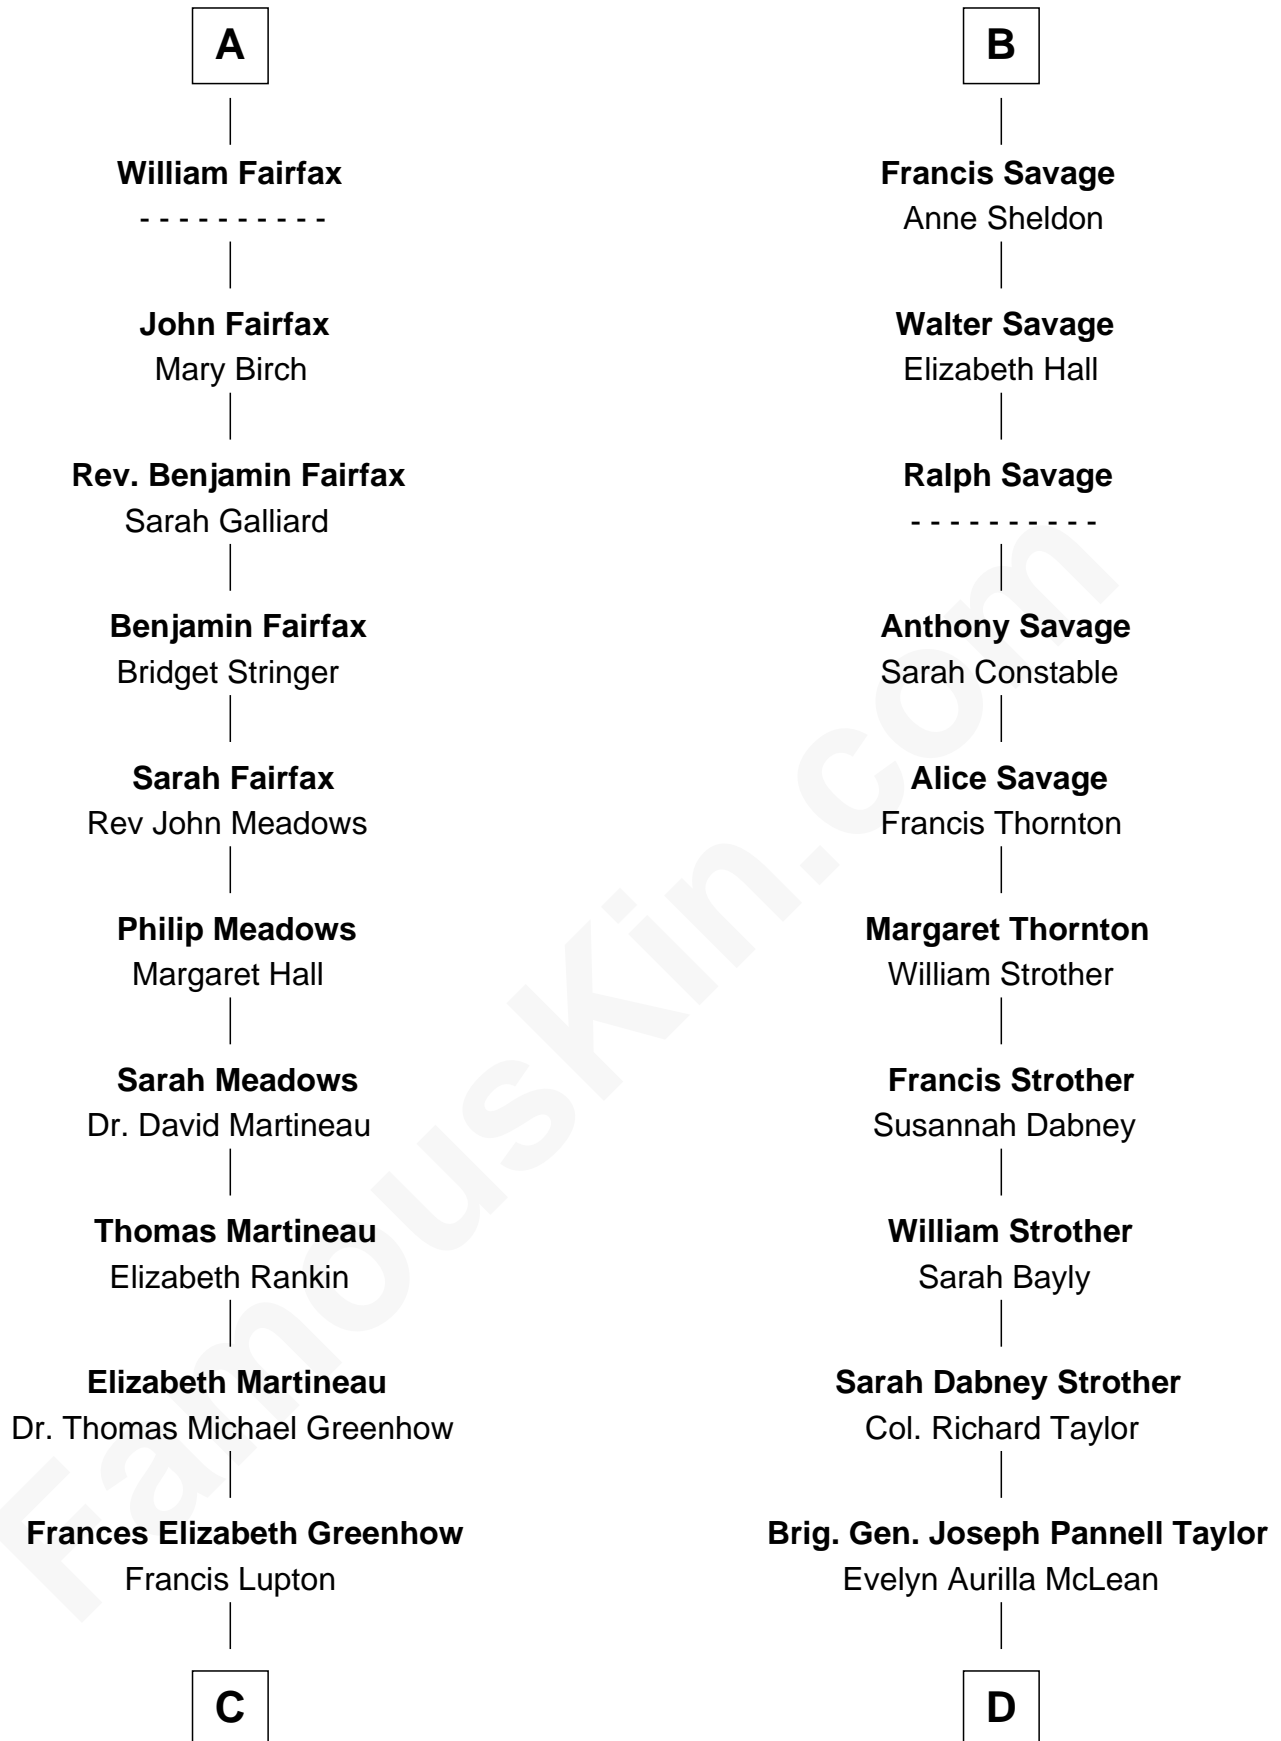 A
William Fairfax
- - - - - - - - - -
John Fairfax
Mary Birch
Rev. Benjamin Fairfax
Sarah Galliard
Benjamin Fairfax
Bridget Stringer
Sarah Fairfax
Rev John Meadows
Philip Meadows
Margaret Hall
Sarah Meadows
Dr. David Martineau
Thomas Martineau
Elizabeth Rankin
Elizabeth Martineau
Dr. Thomas Michael Greenhow
Frances Elizabeth Greenhow
Francis Lupton
C
B
Francis Savage
Anne Sheldon
Walter Savage
Elizabeth Hall
Ralph Savage
- - - - - - - - - -
Anthony Savage
Sarah Constable
Alice Savage
Francis Thornton
Margaret Thornton
William Strother
Francis Strother
Susannah Dabney
William Strother
Sarah Bayly
Sarah Dabney Strother
Col. Richard Taylor
Brig. Gen. Joseph Pannell Taylor
Evelyn Aurilla McLean
D
FamousKin.com